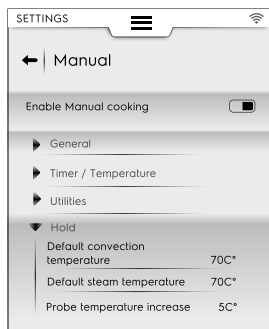 SETTINGS
Manual
Enable Manual cooking
General
Timer / Temperature
Utilities
Hold
Default convection
temperature 70C°
Default steam temperature 70C°
Probe temperature increase 5C°